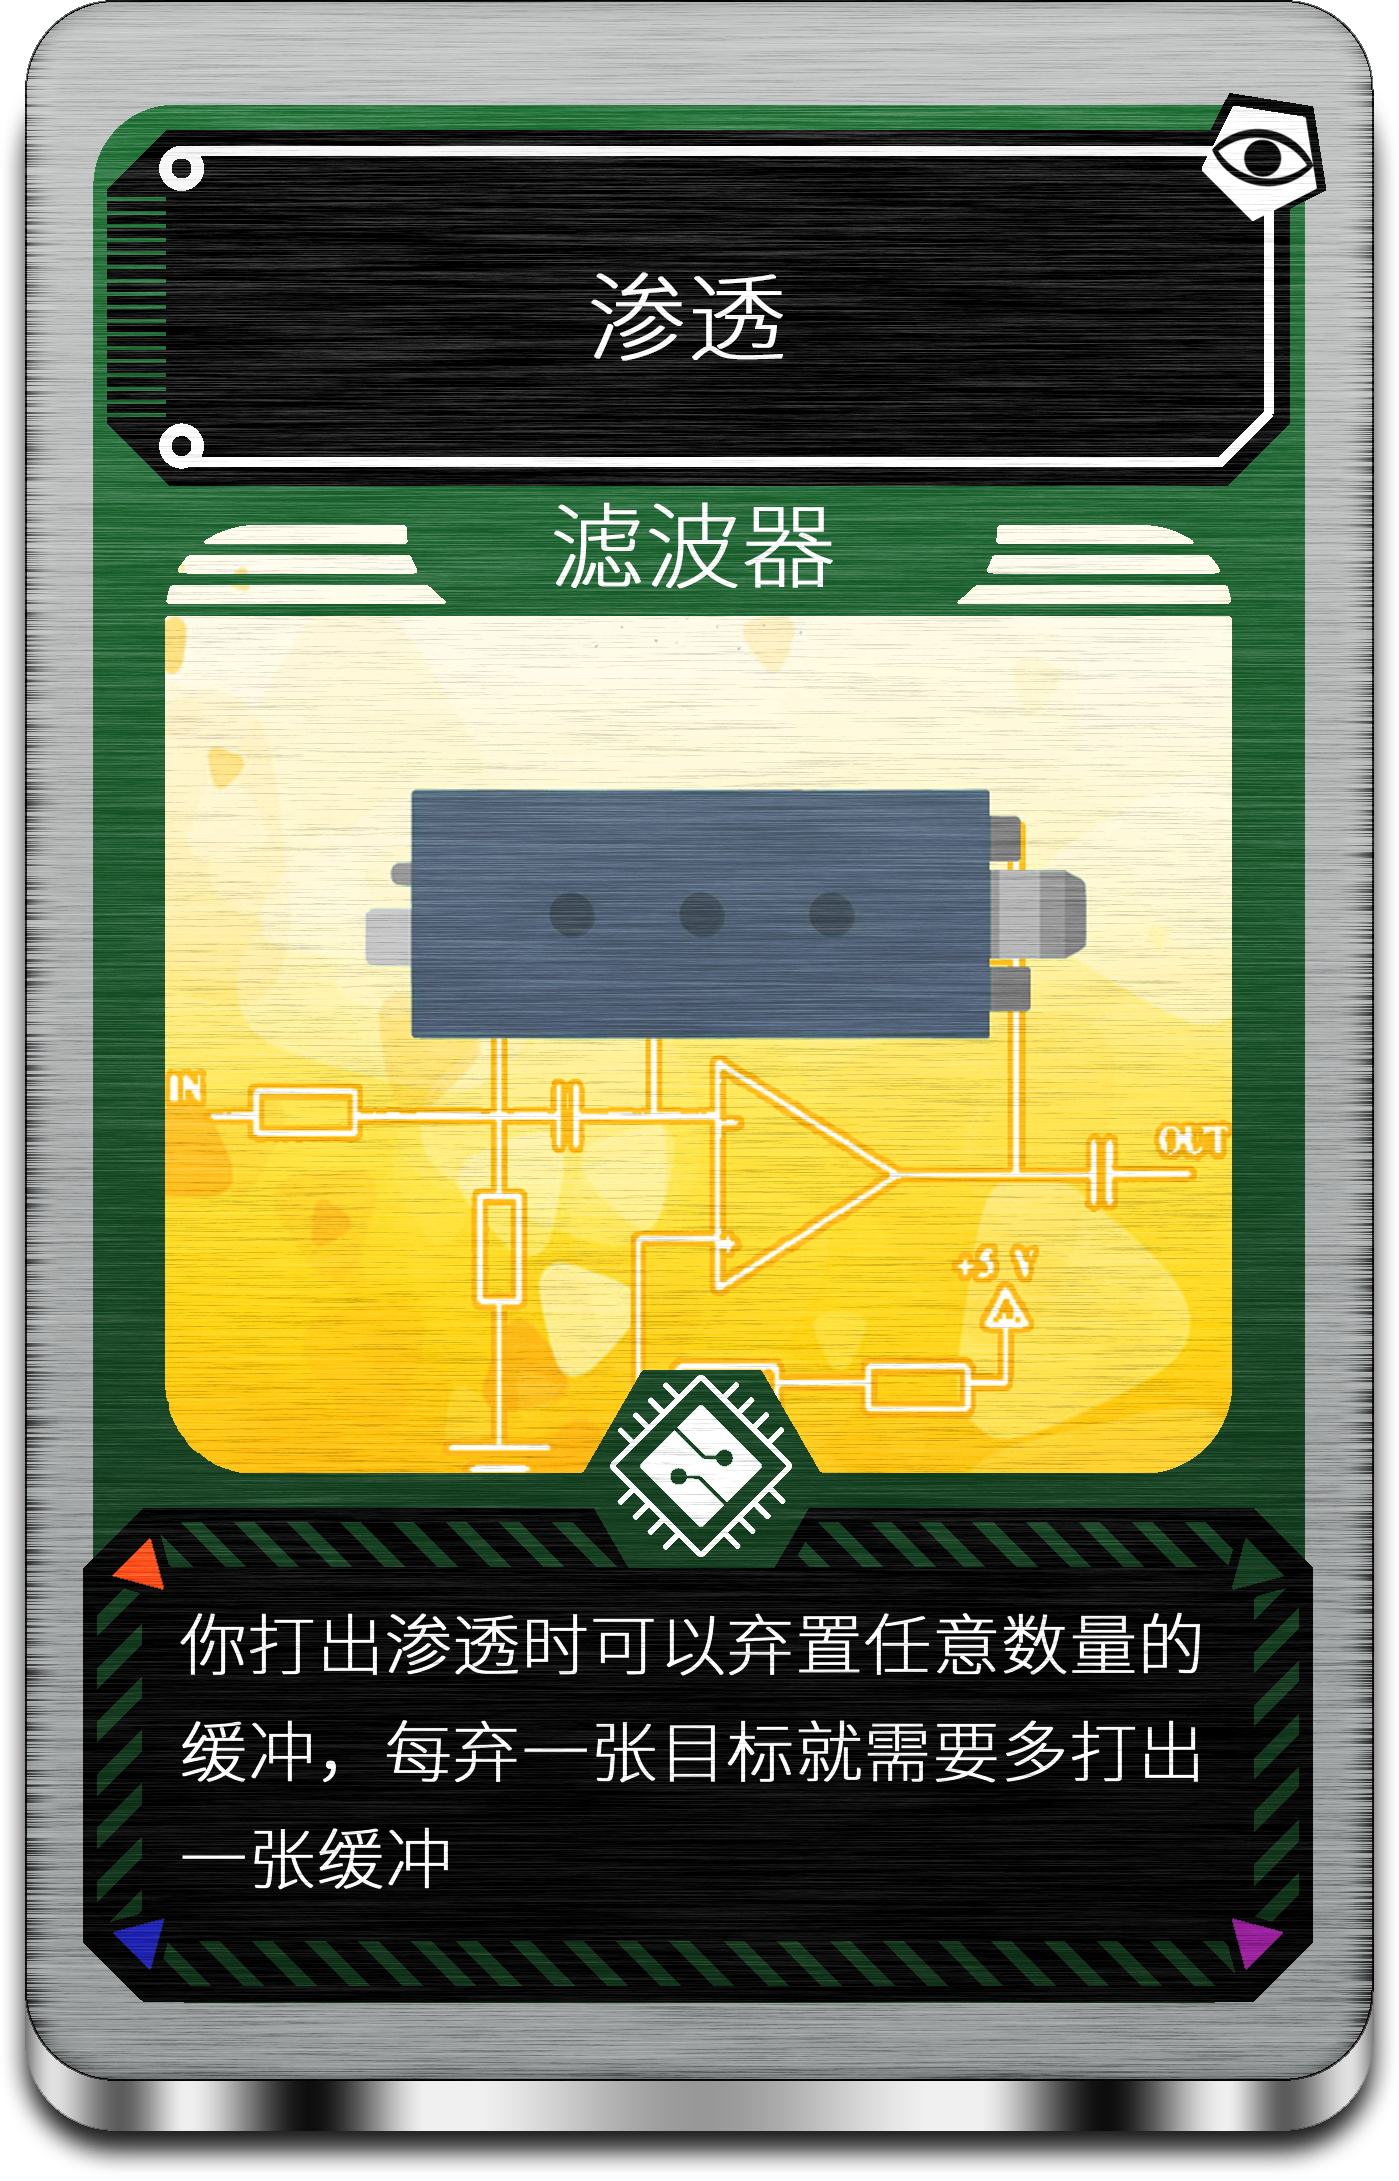 渗透
滤波器
IN
OUT
+5 V
你打出渗透时可以弃置任意数量的
缓冲，每弃一张目标就需要多打出
一张缓冲